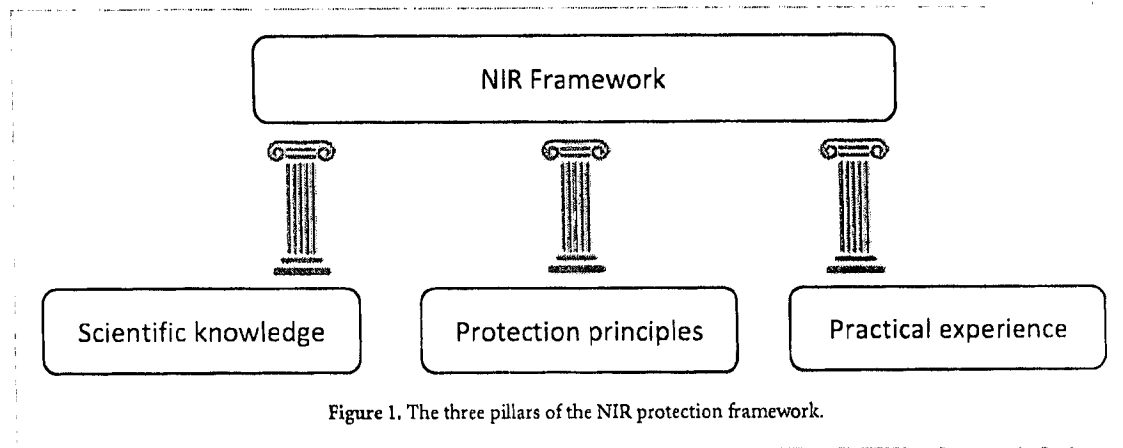 NIR Framework
Scientific knowledge
Protection principles
Practical experience
Figure 1. The three pillars of the NIR protection framework.